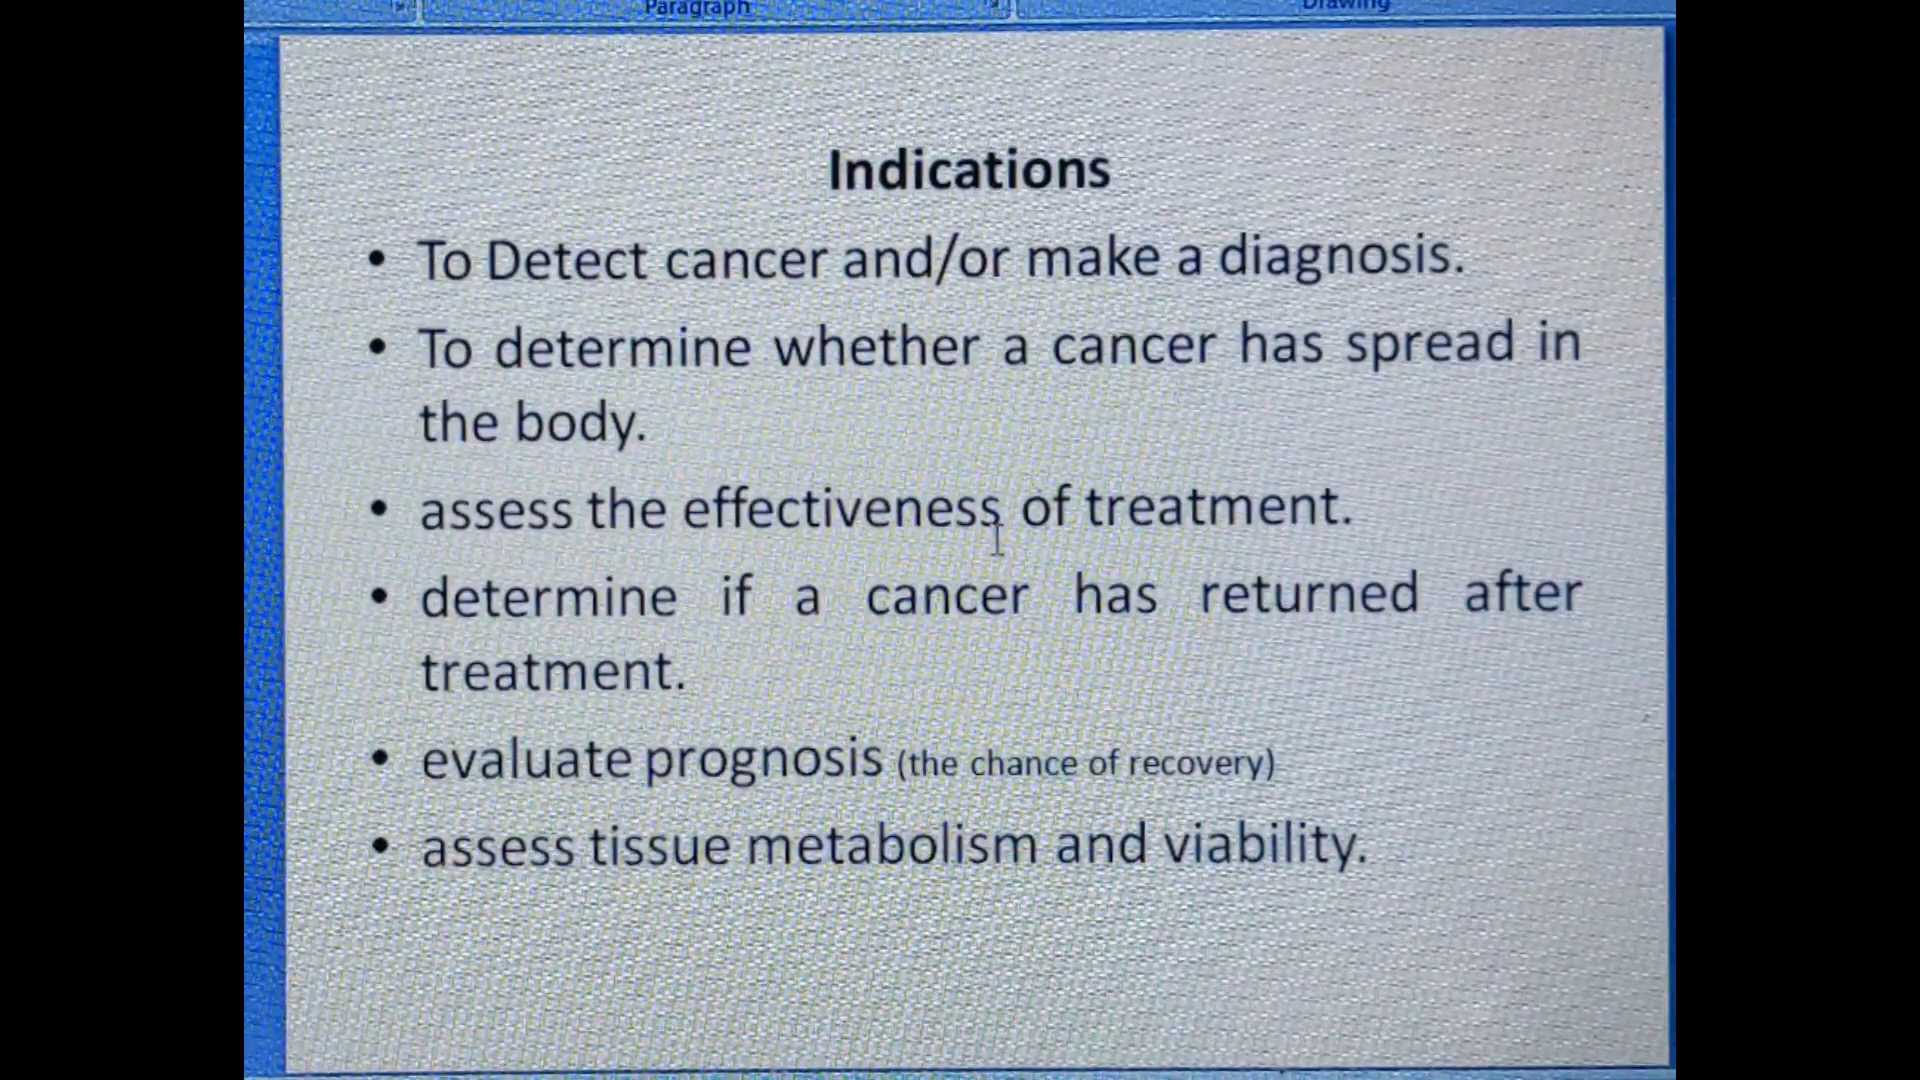 Paragraph
Drawing
Indications
• To Detect cancer and/or make a diagnosis.
• To determine whether a cancer has spread in
the body.
• assess the effectiveness of treatment.
• determine if a cancer has returned after
treatment.
• evaluate prognosis (the chance of recovery)
• assess tissue metabolism and viability.